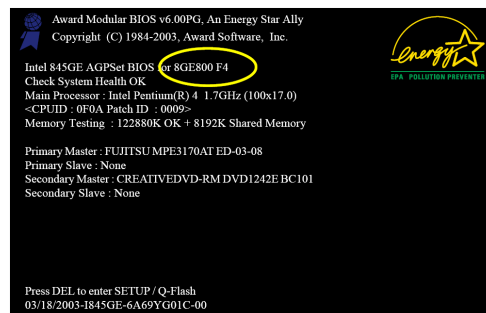 Award Modular BIOS v6.00PG, An Energy Star Ally
Copyright (C) 1984-2003, Award Software, Inc.
energy
EPA POLLUTION PREVENTER
Intel 845GE AGPSet BIOS for 8GE800 F4
Check System Health OK
Main Processor : Intel Pentium(R) 4 1.7GHz (100x17.0)
<CPUID : 0F0A Patch ID : 0009>
Memory Testing : 122880K OK + 8192K Shared Memory
Primary Master : FUJITSU MPE3170AT ED-03-08
Primary Slave : None
Secondary Master : CREATIVEDVD-RM DVD1242E BC101
Secondary Slave : None
Press DEL to enter SETUP / Q-Flash
03/18/2003-I845GE-6A69YG01C-00